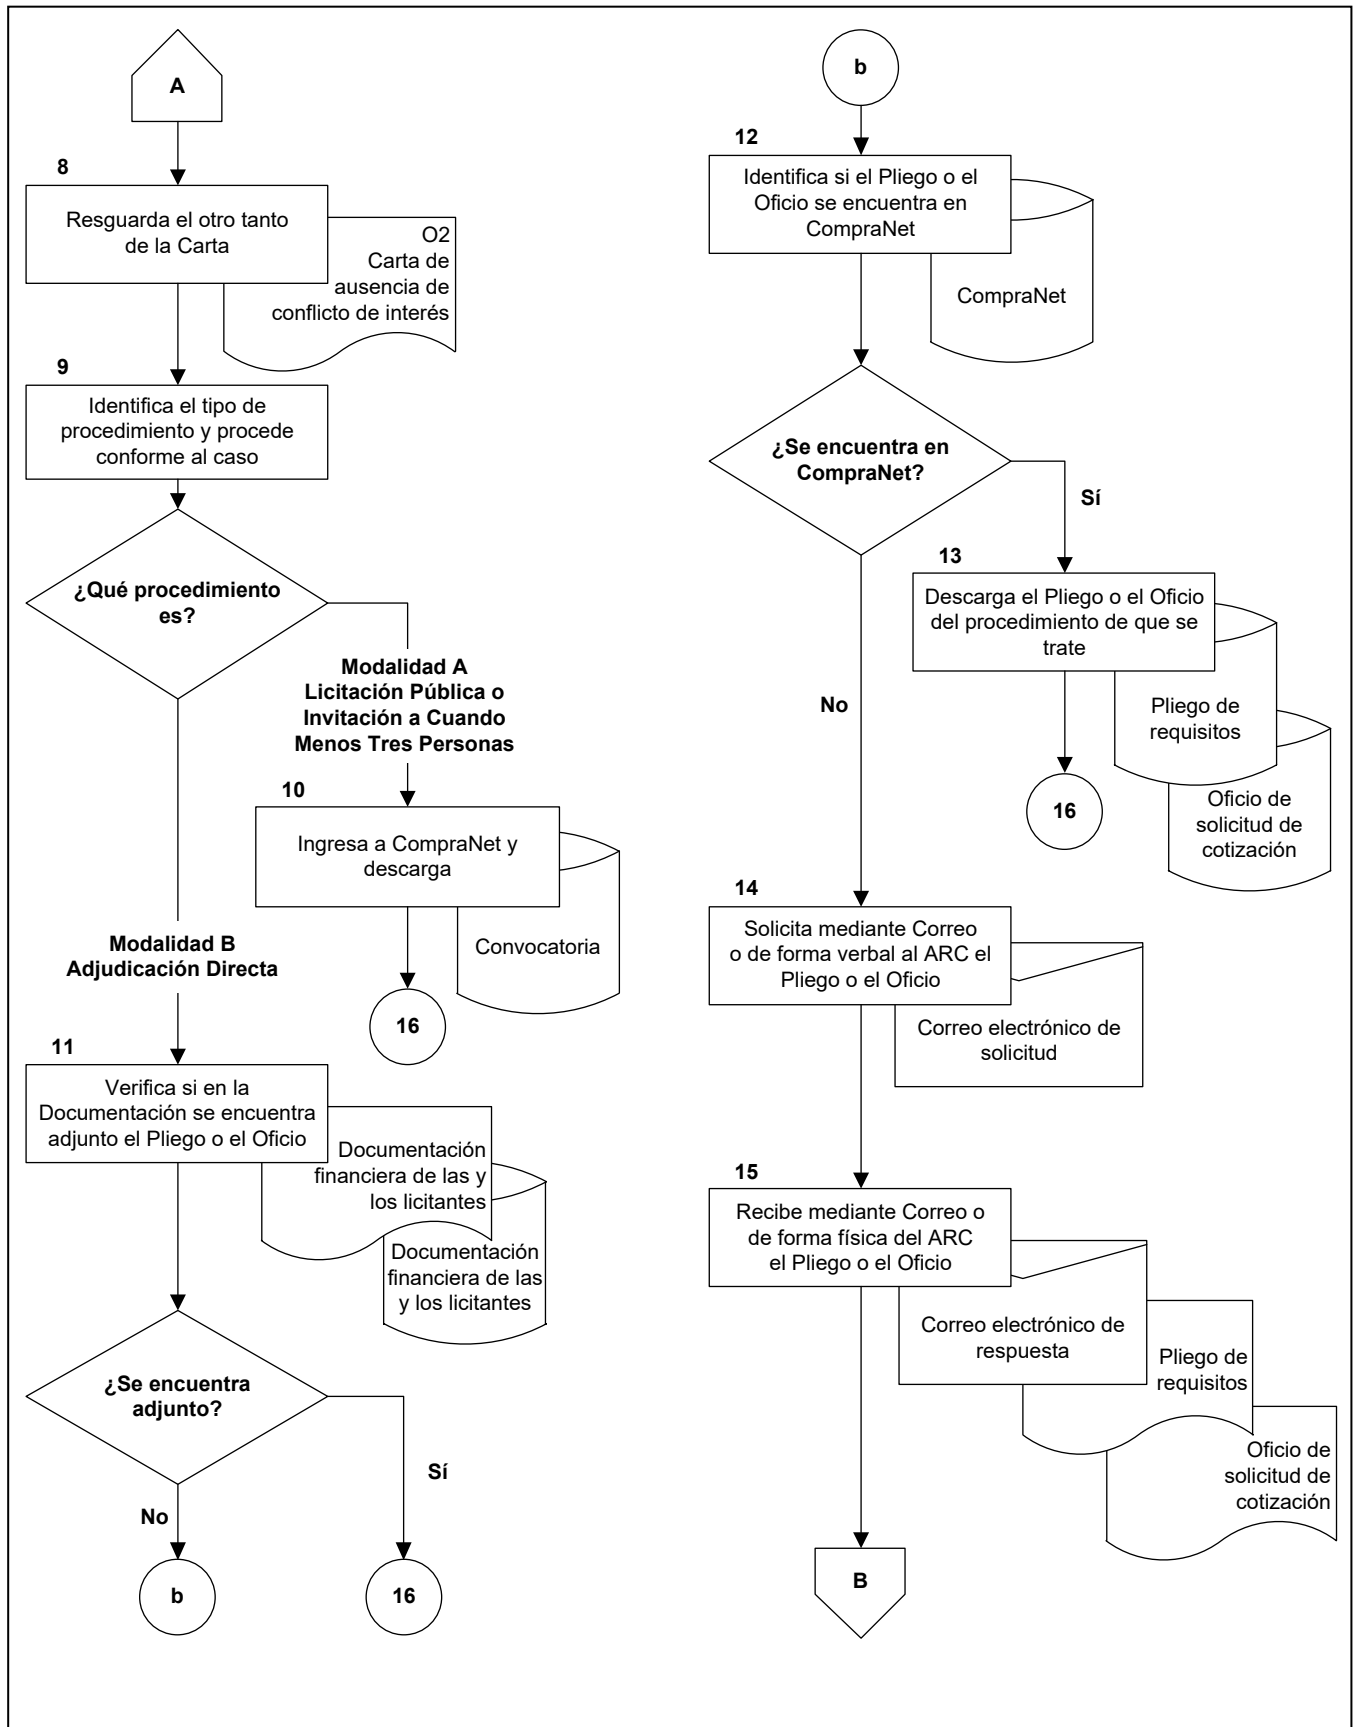 A
8
Resguarda el otro tanto
de la Carta
O2
Carta de
ausencia de
conflicto de interés
9
Identifica el tipo de
procedimiento y procede
conforme al caso
¿Qué procedimiento
es?
Modalidad A
Licitación Pública o
Invitación a Cuando
Menos Tres Personas
10
Ingresa a CompraNet y
descarga
Convocatoria
16
Modalidad B
Adjudicación Directa
11
Verifica si en la
Documentación se encuentra
adjunto el Pliego o el Oficio
Documentación
financiera de las y
los licitantes
Documentación
financiera de las
y los licitantes
¿Se encuentra
adjunto?
Sí
No
b
16
b
12
Identifica si el Pliego o el
Oficio se encuentra en
CompraNet
CompraNet
¿Se encuentra en
CompraNet?
Sí
13
Descarga el Pliego o el Oficio
del procedimiento de que se
trate
Pliego de
requisitos
Oficio de
solicitud de
cotización
16
No
14
Solicita mediante Correo
o de forma verbal al ARC el
Pliego o el Oficio
Correo electrónico de
solicitud
15
Recibe mediante Correo o
de forma física del ARC
el Pliego o el Oficio
Correo electrónico de
respuesta
Pliego de
requisitos
Oficio de
solicitud de
cotización
B